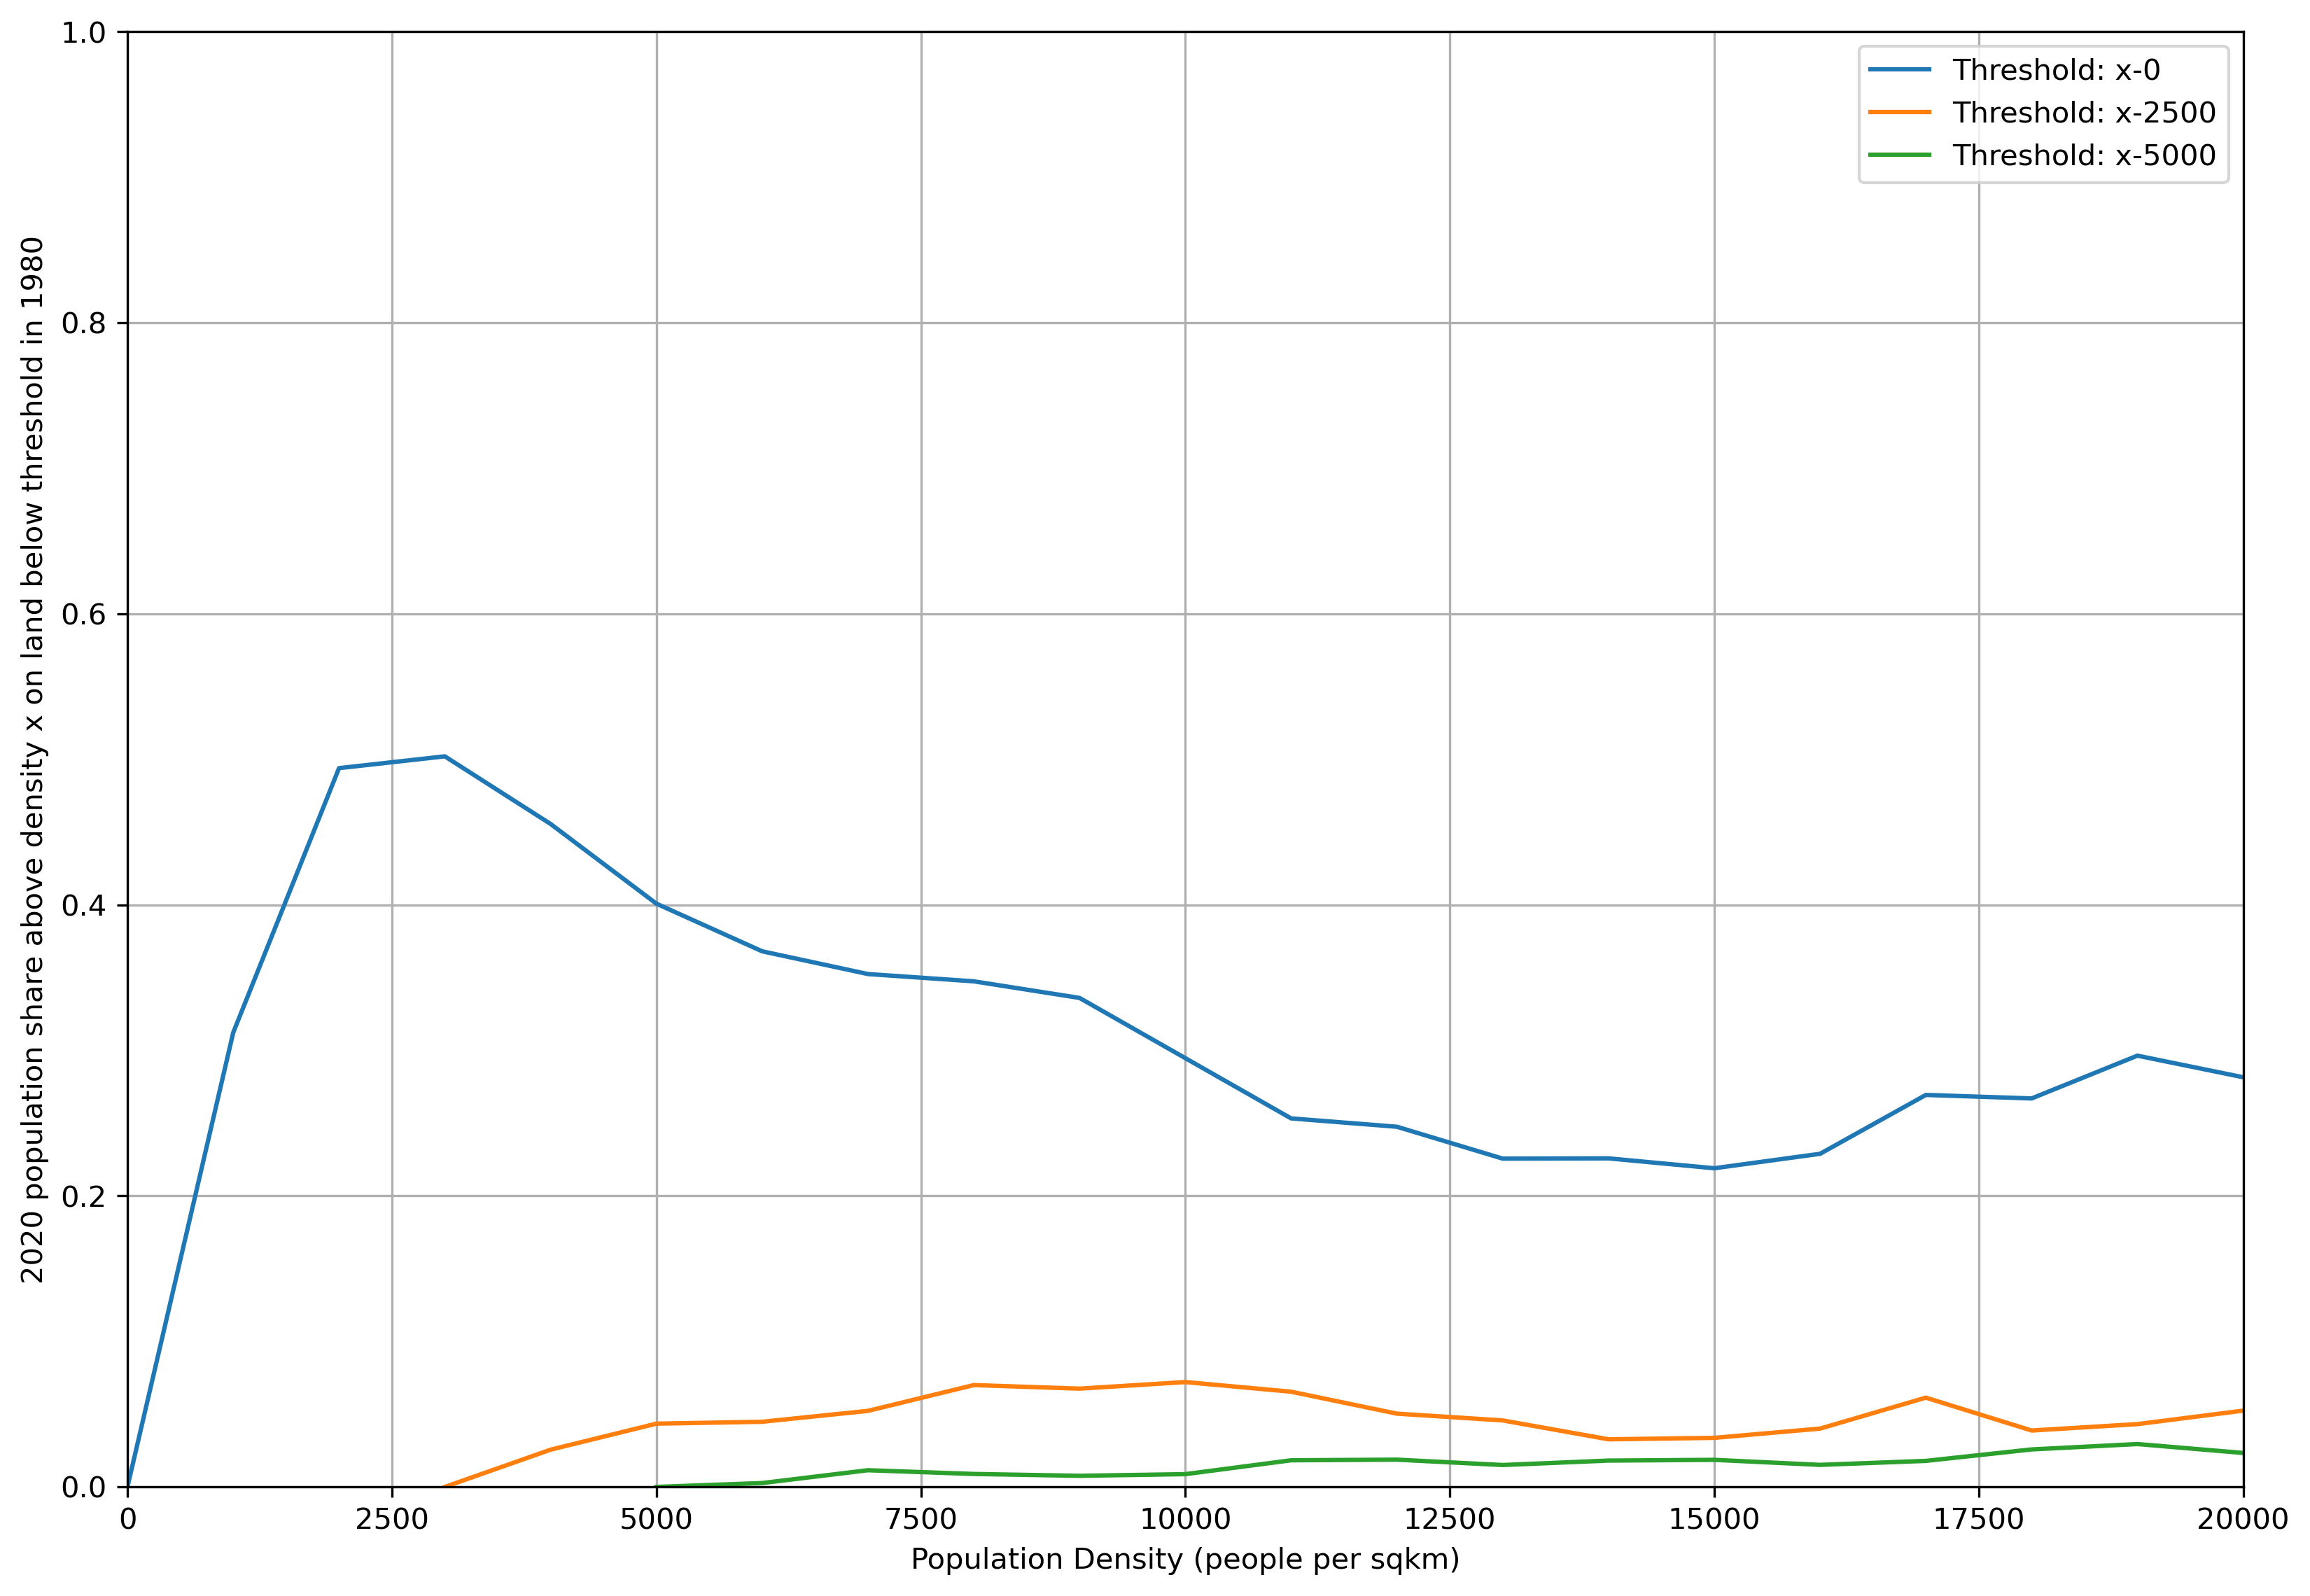 1.0
0.8
0.6
0.4
0.2
0.0
2020 population share above density x on land below threshold in 1980
Threshold: x-0
Threshold: x-2500
Threshold: x-5000
0 2500 5000 7500 10000 12500 15000 17500 20000
Population Density (people per sqkm)